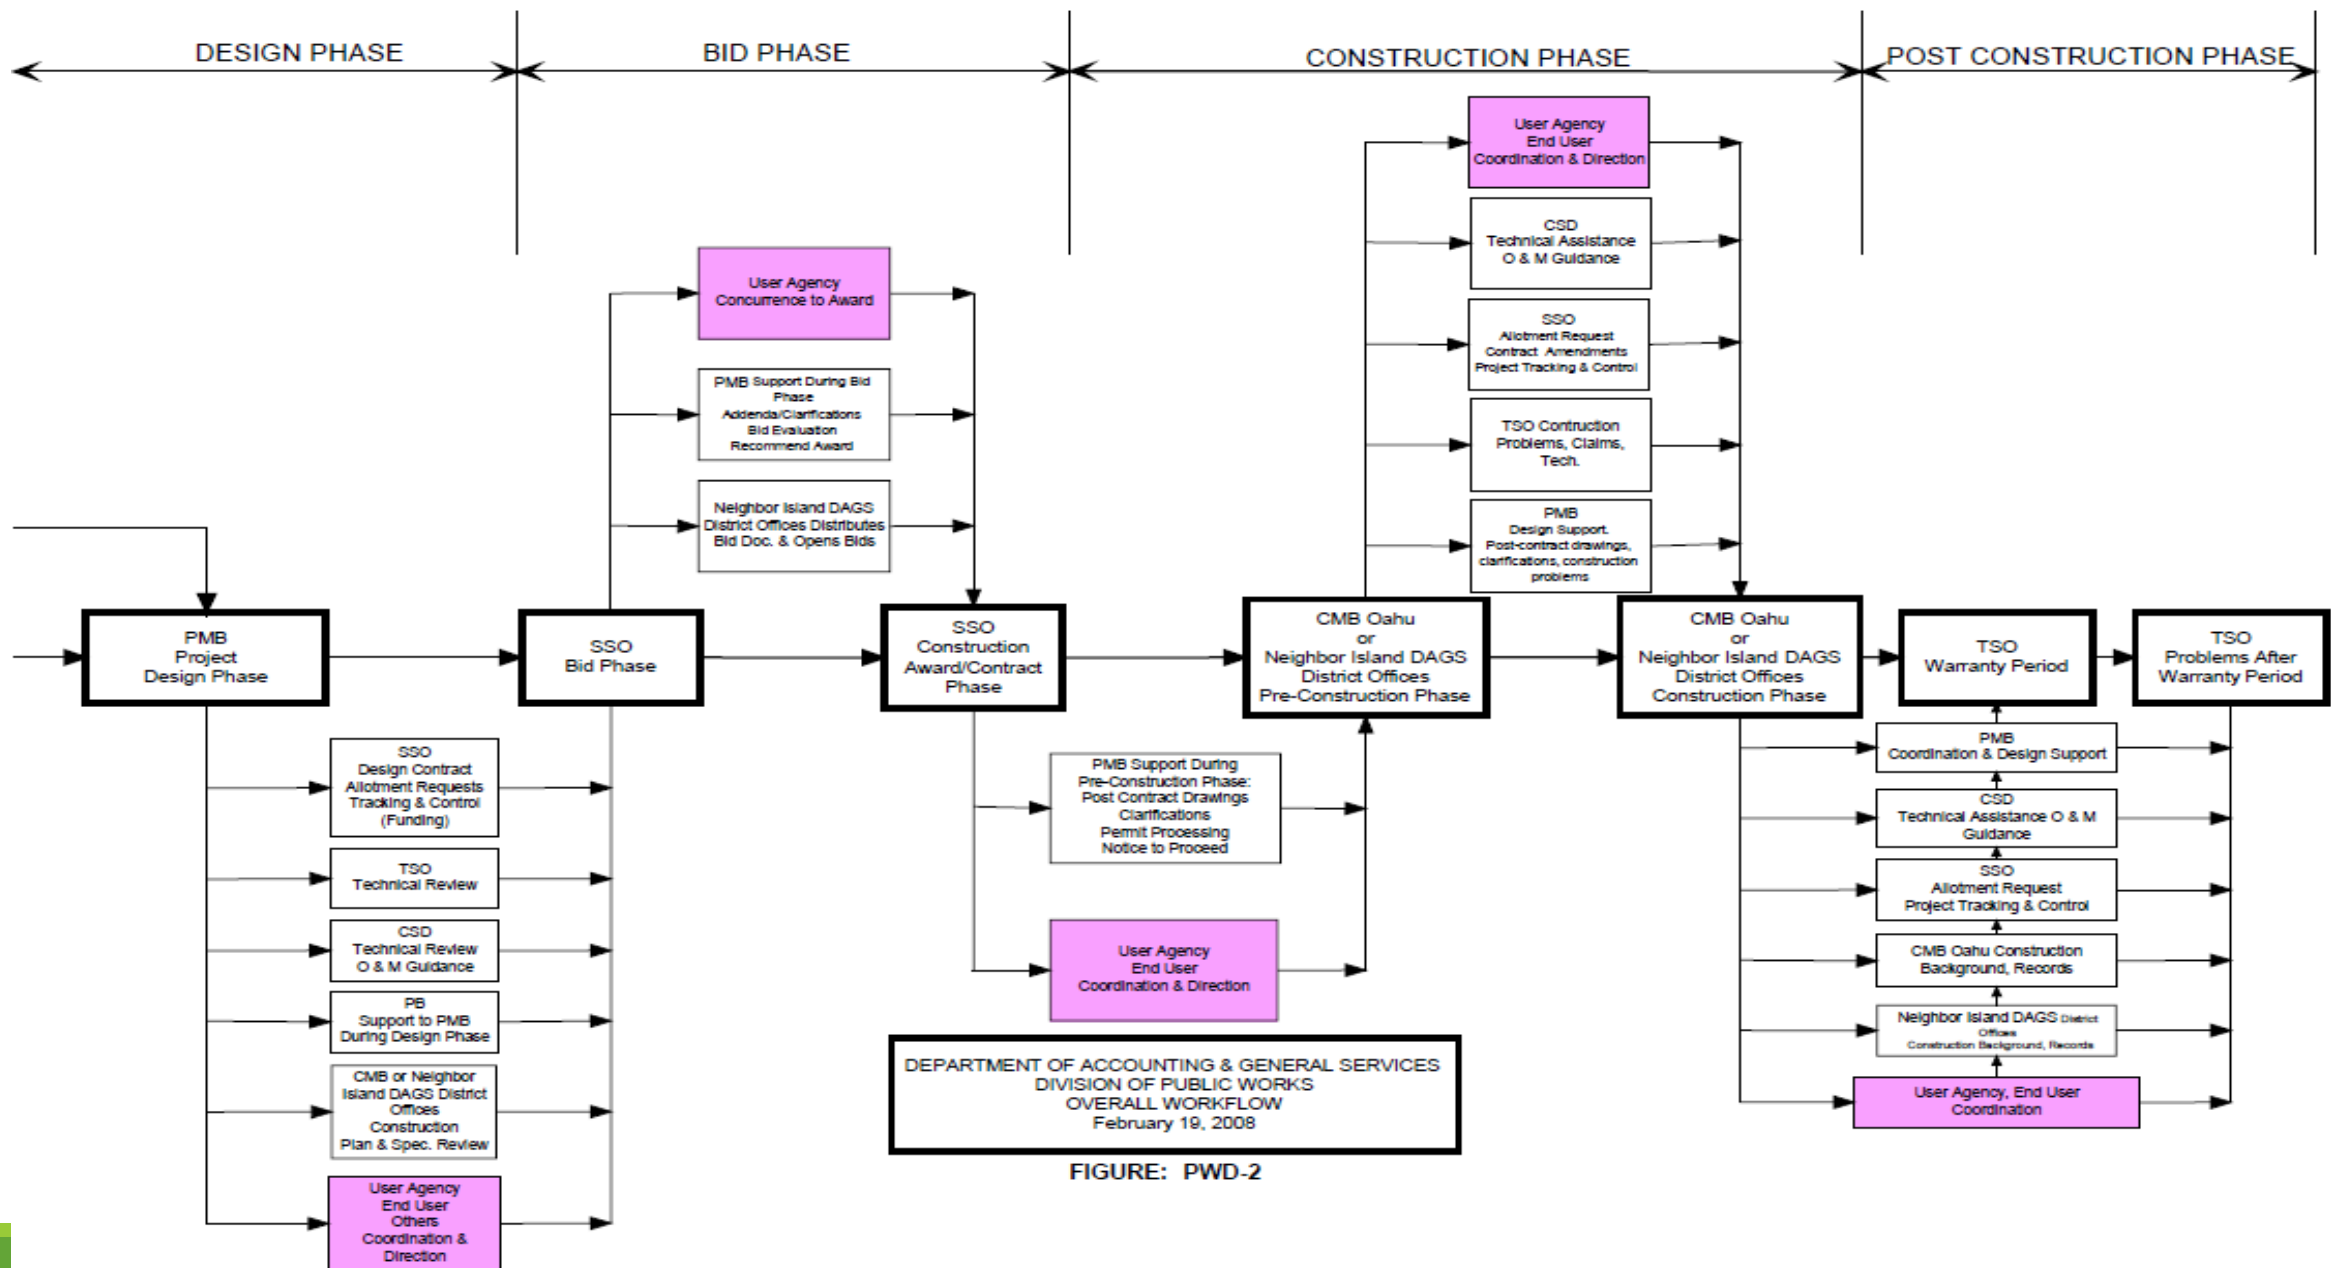 DESIGN PHASE
BID PHASE
CONSTRUCTION PHASE
POST CONSTRUCTION PHASE
User Agency
End User
Coordination & Direction
CSD
Technical Assistance
O & M Guidance
SSO
Allotment Request
Contract Amendments
Project Tracking & Control
TSO Contruction
Problems, Claims,
Tech.
PMB
Design Support.
Post-contract drawings,
clarifications, construction
problems
User Agency
Concurrence to Award
PMB Support During Bid
Phase
Addenda/Clarifications
Bid Evaluation
Recommend Award
Neighbor Island DAGS
District Offices Distributes
Bid Doc. & Opens Bids
PMB
Project
Design Phase
SSO
Bid Phase
SSO
Construction
Award/Contract
Phase
CMB Oahu
or
Neighbor Island DAGS
District Offices
Pre-Construction Phase
CMB Oahu
or
Neighbor Island DAGS
District Offices
Construction Phase
TSO
Warranty Period
TSO
Problems After
Warranty Period
SSO
Design Contract
Allotment Requests
Tracking & Control
(Funding)
TSO
Technical Review
CSD
Technical Review
O & M Guidance
PB
Support to PMB
During Design Phase
CMB or Neighbor
Island DAGS District
Offices
Construction
Plan & Spec. Review
User Agency
End User
Others
Coordination &
Direction
PMB Support During
Pre-Construction Phase:
Post Contract Drawings
Clarifications
Permit Processing
Notice to Proceed
User Agency
End User
Coordination & Direction
PMB
Coordination & Design Support
CSD
Technical Assistance O & M
Guidance
SSO
Allotment Request
Project Tracking & Control
CMB Oahu Construction
Background, Records
Neighbor Island DAGS District
Offices
Construction Background, Records
User Agency, End User
Coordination
DEPARTMENT OF ACCOUNTING & GENERAL SERVICES
DIVISION OF PUBLIC WORKS
OVERALL WORKFLOW
February 19, 2008
FIGURE: PWD-2